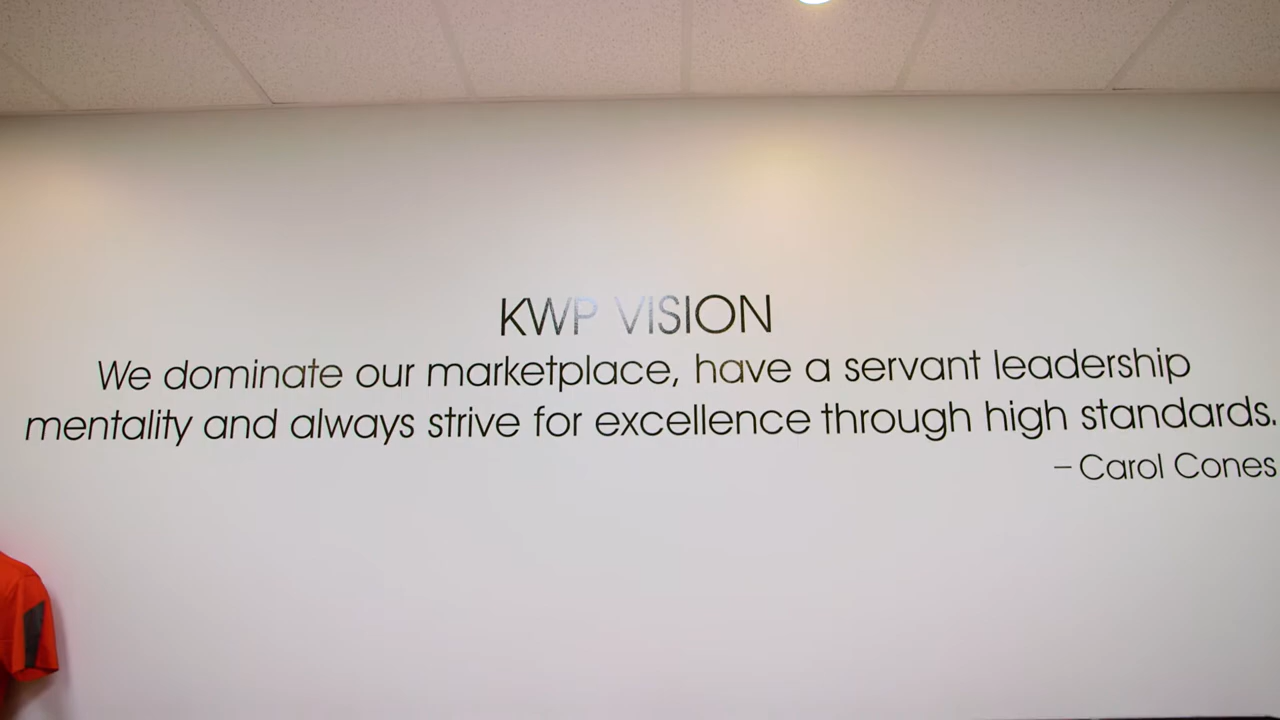 KWP VISION
We dominate our marketplace, have a servant leadership
mentality and always strive for excellence through high standards.
– Carol Cones